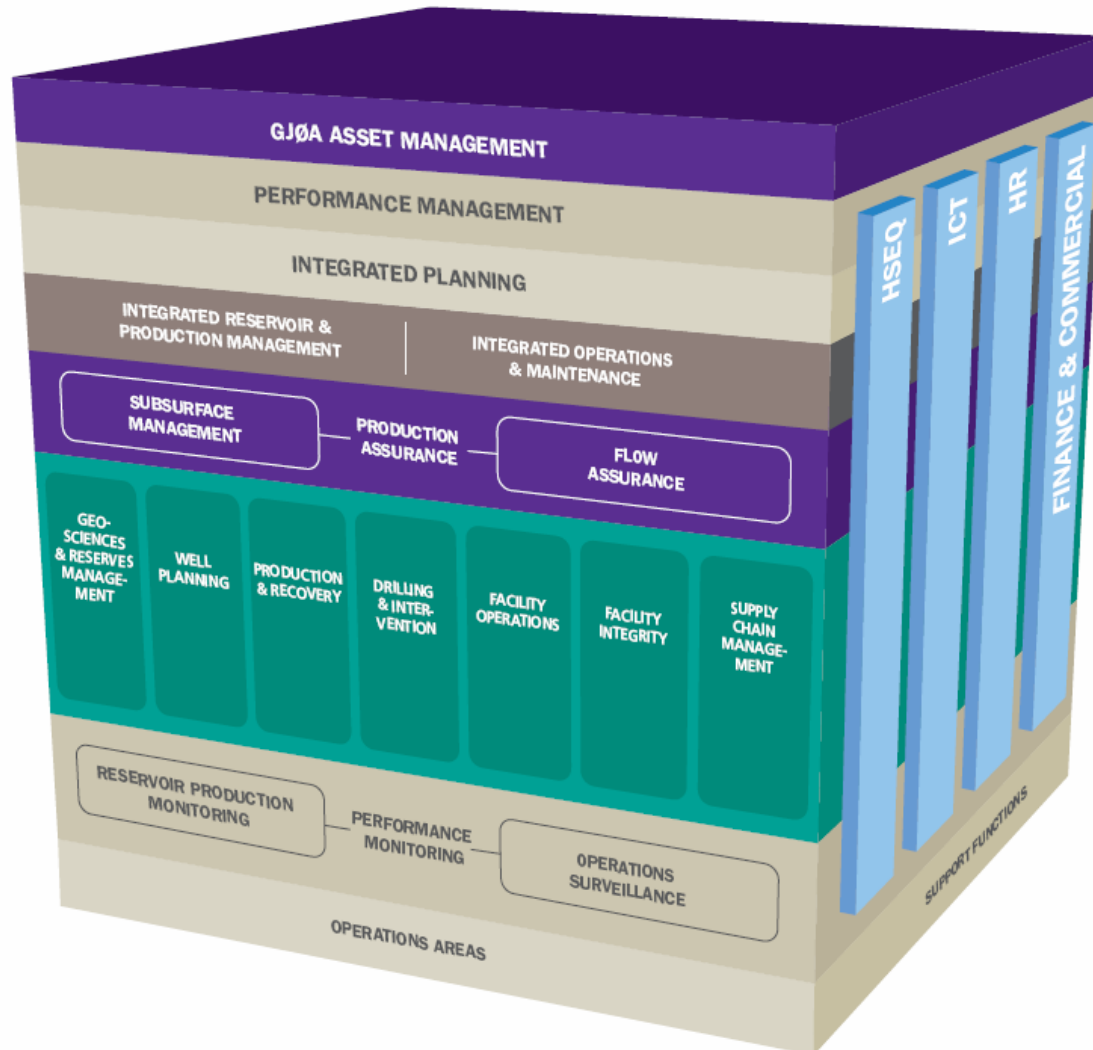 GJØA ASSET MANAGEMENT
PERFORMANCE MANAGEMENT
INTEGRATED PLANNING
INTEGRATED RESERVOIR &
PRODUCTION MANAGEMENT
INTEGRATED OPERATIONS
& MAINTENANCE
SUBSURFACE
MANAGEMENT
PRODUCTION
ASSURANCE
FLOW
ASSURANCE
GEO-
SCIENCES
& RESERVES
MANAGE-
MENT
WELL
PLANNING
PRODUCTION
& RECOVERY
DRILLING
& INTER-
VENTION
FACILITY
OPERATIONS
FACILITY
INTEGRITY
SUPPLY
CHAIN
MANAGE-
MENT
RESERVOIR PRODUCTION
MONITORING
PERFORMANCE
MONITORING
OPERATIONS
SURVEILLANCE
OPERATIONS AREAS
HSEQ
ICT
HR
FINANCE & COMMERCIAL
SUPPORT FUNCTIONS